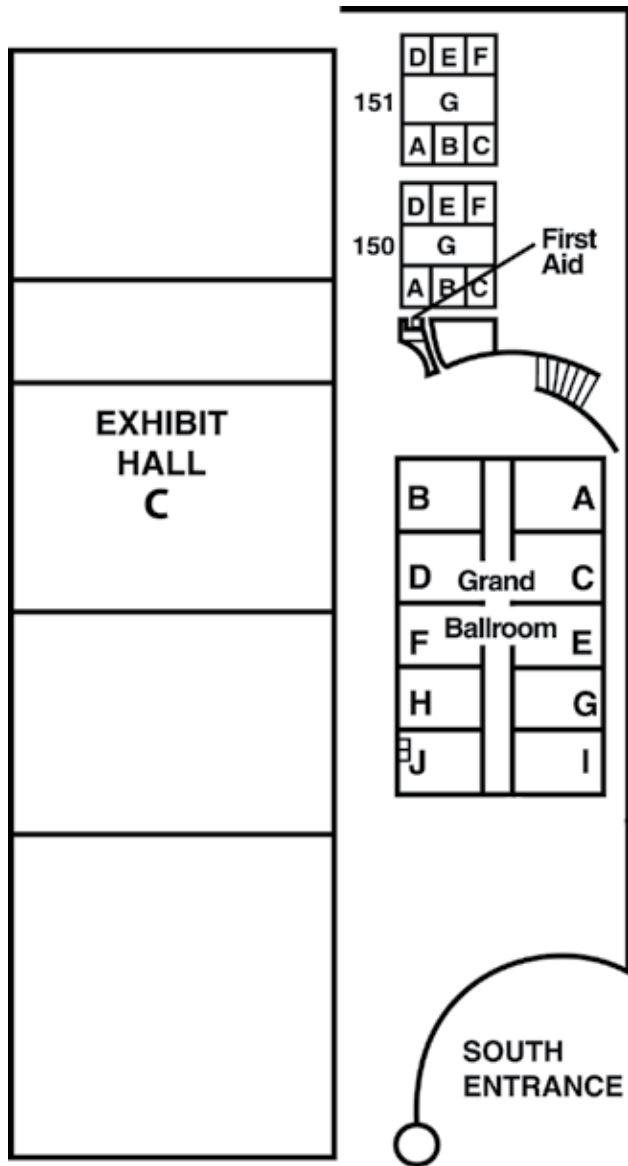 D E F
151 G
A B C
D E F
150 G
A B C
First
Aid
EXHIBIT
HALL
C
B A
D Grand C
F Ballroom E
H G
J I
SOUTH
ENTRANCE